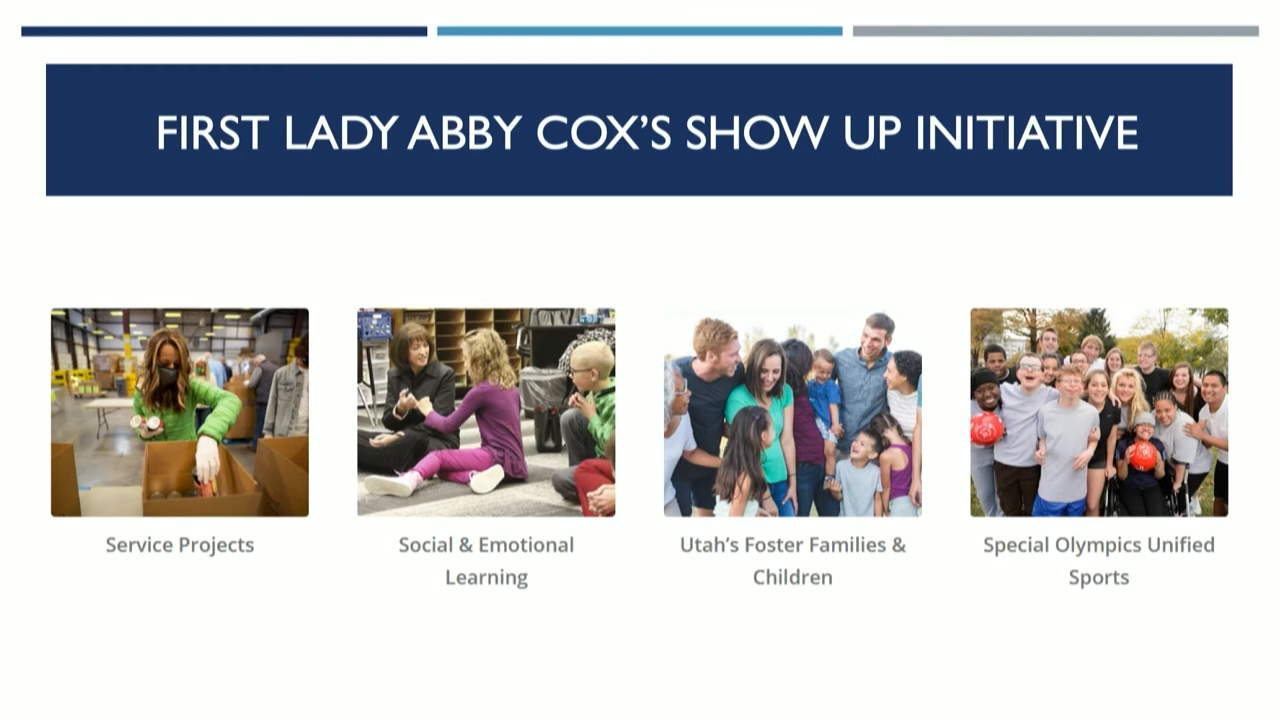 FIRST LADY ABBY COX’S SHOW UP INITIATIVE
Service Projects
Social & Emotional
Learning
Utah’s Foster Families &
Children
Special Olympics Unified
Sports